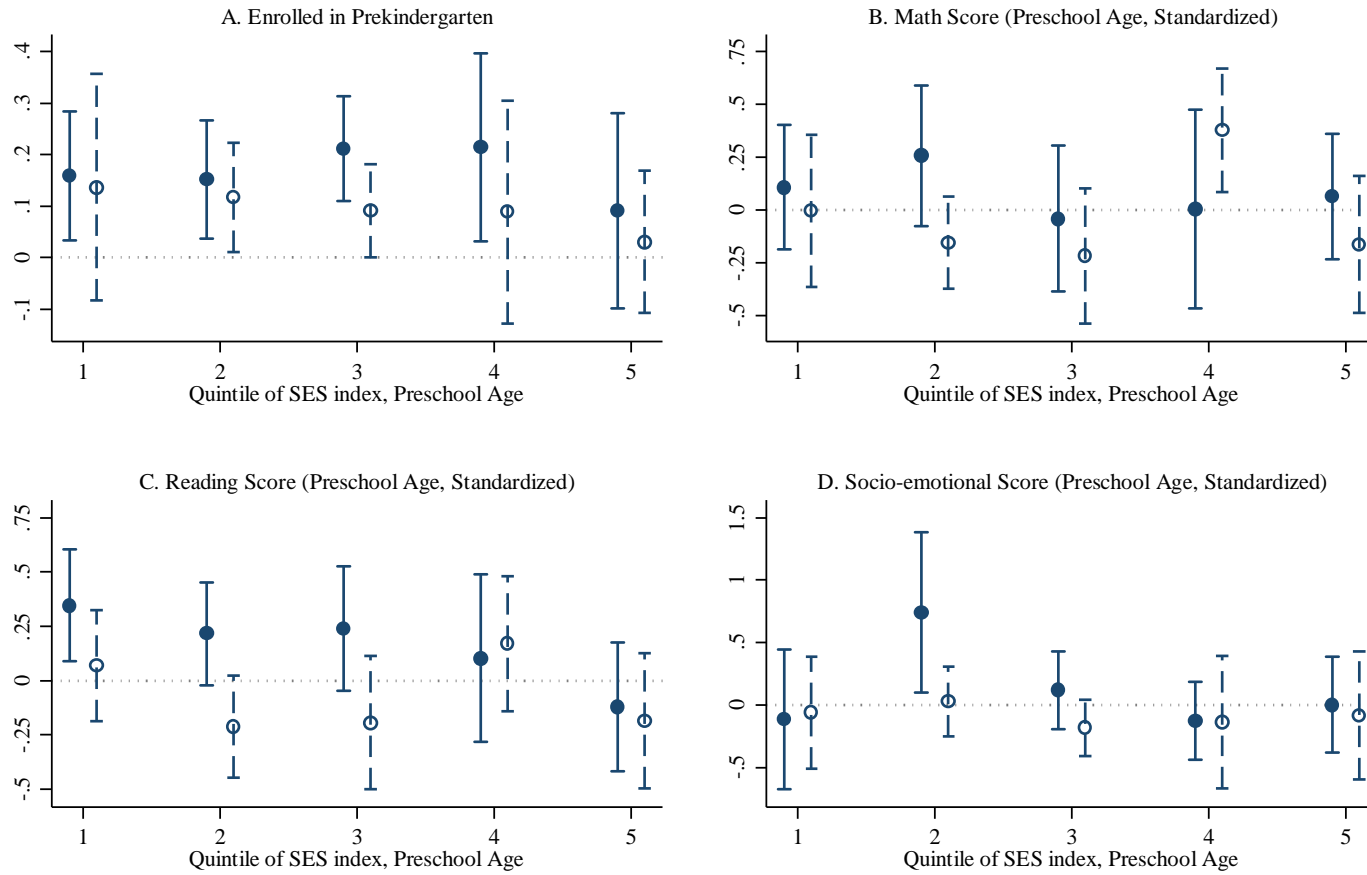 A. Enrolled in Prekindergarten
.4
.3
.2
.1
0
-.1
1 2 3 4 5
Quintile of SES index, Preschool Age
B. Math Score (Preschool Age, Standardized)
.75
.5
.25
0
-.25
-.5
1 2 3 4 5
Quintile of SES index, Preschool Age
C. Reading Score (Preschool Age, Standardized)
.75
.5
.25
0
-.25
-.5
1 2 3 4 5
Quintile of SES index, Preschool Age
D. Socio-emotional Score (Preschool Age, Standardized)
1.5
1
.5
0
-.5
1 2 3 4 5
Quintile of SES index, Preschool Age